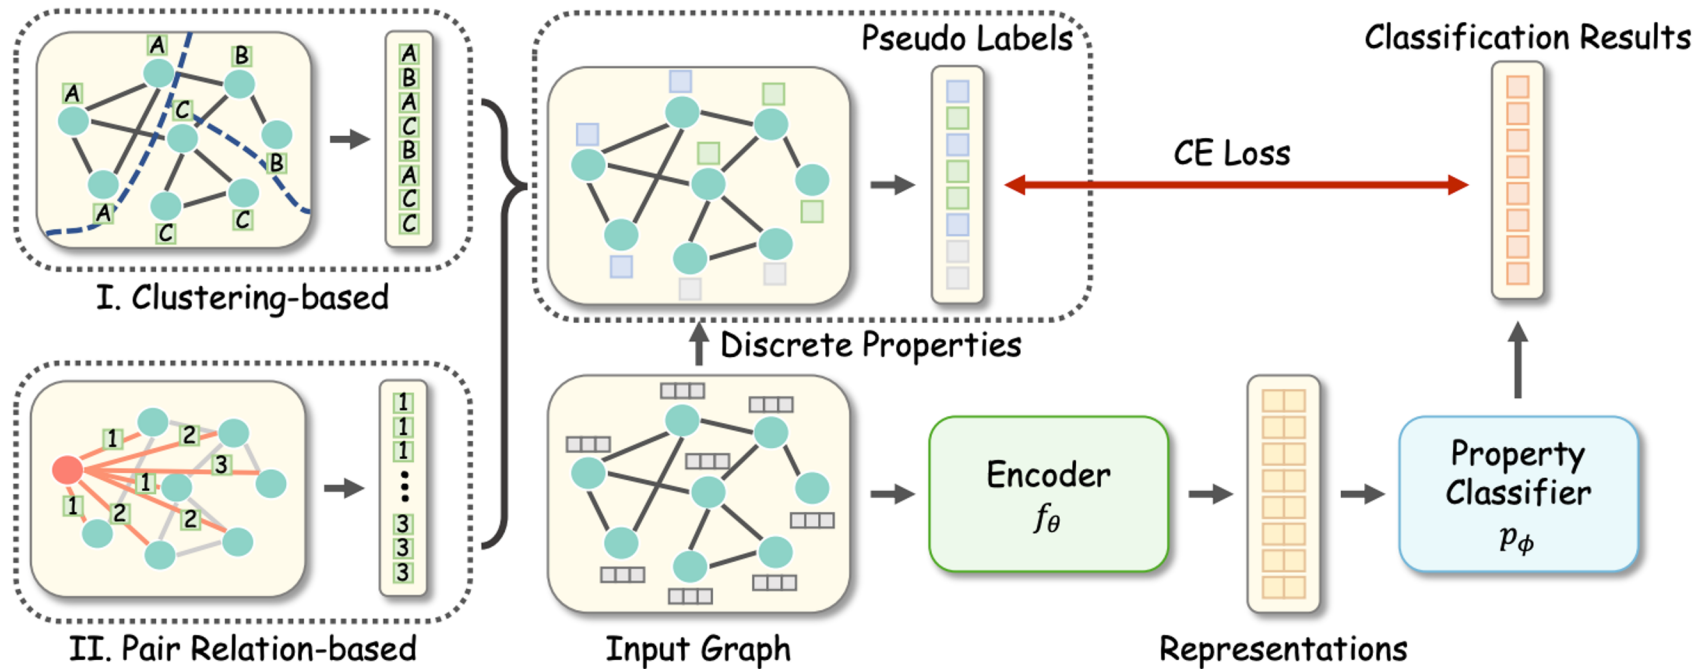 A
B
A
C
B
A
C
C
A
B
A
C
B
A
C
C
I. Clustering-based
1
2
3
1
1
2
2
1
1
1
3
3
3
II. Pair Relation-based
Pseudo Labels
Discrete Properties
Input Graph
CE Loss
Classification Results
Encoder
fθ
Representations
Property
Classifier
pϕ